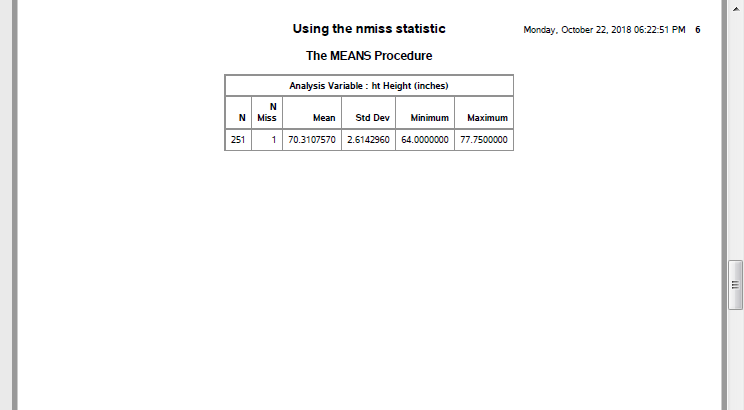 Using the nmiss statistic Monday, October 22, 2018 06:22:51 PM 6
The MEANS Procedure
Analysis Variable : ht Height (inches)
N N Miss Mean Std Dev Minimum Maximum
251 1 70.3107570 2.6142960 64.0000000 77.7500000